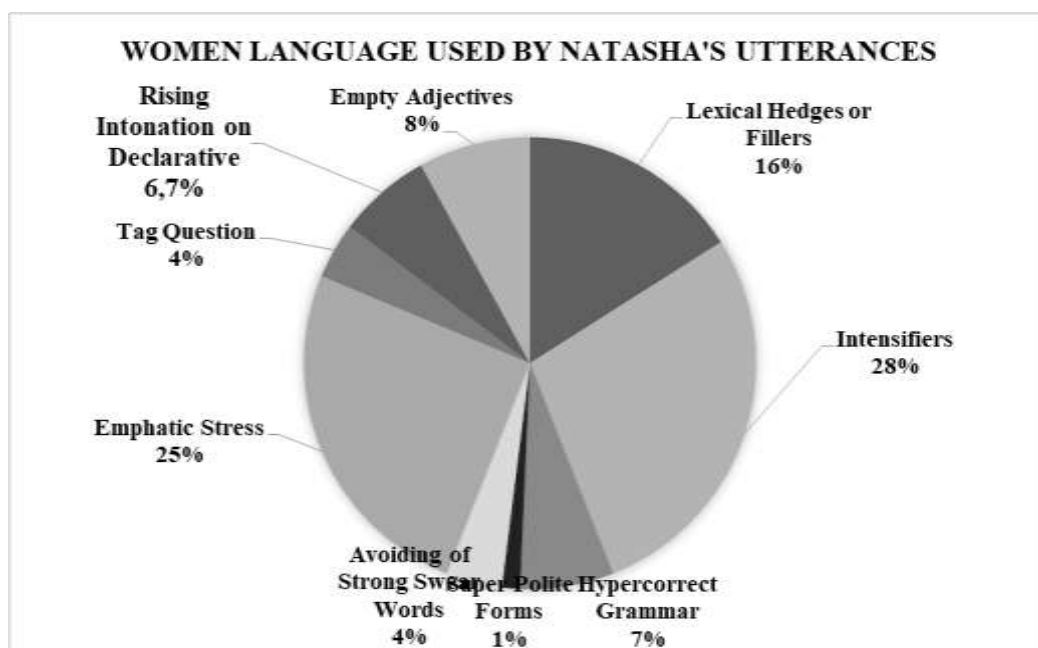 WOMEN LANGUAGE USED BY NATASHA'S UTTERANCES
Rising
Intonation on
Declarative
6,7%
Empty Adjectives
8%
Lexical Hedges or
Fillers
16%
Tag Question
4%
Intensifiers
28%
Emphatic Stress
25%
Avoiding of
Strong Swear
Words
4%
Super Polite
Forms
1%
Hypercorrect
Grammar
7%